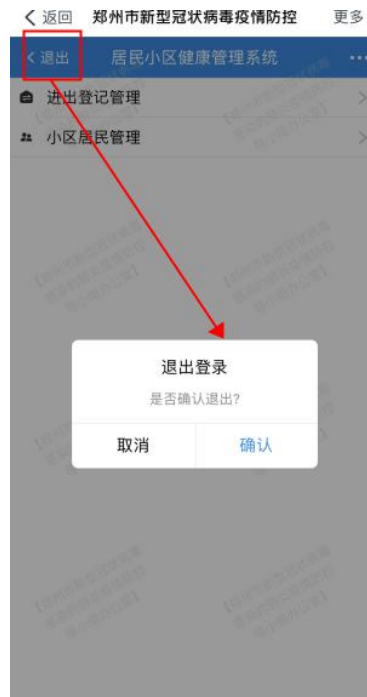 返回 郑州市新型冠状病毒疫情防控 更多
退出 居民小区健康管理系统
进出登记管理
小区居民管理
退出登录
是否确认退出?
取消 确认